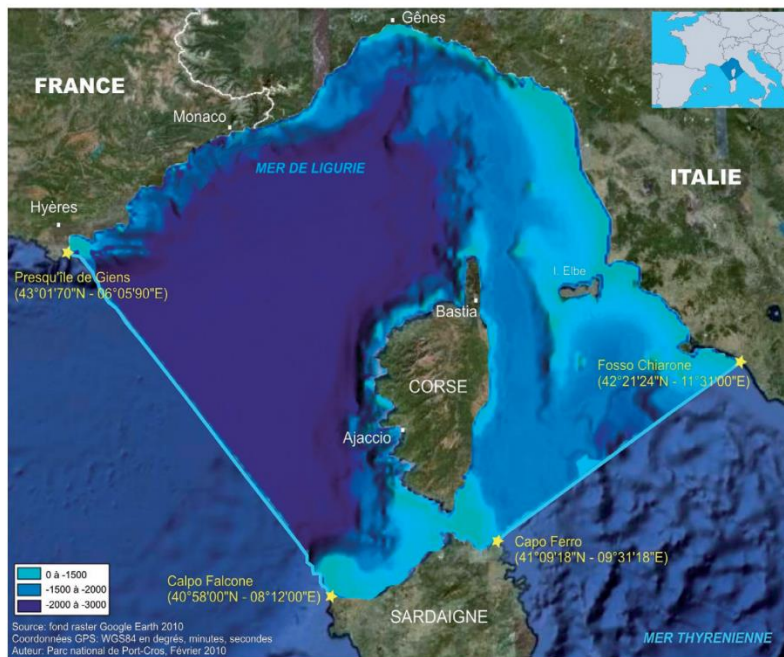 Gênes
FRANCE
Monaco
MER DE LIGURIE
ITALIE
Hyères
Presqu'île de Giens
(43°01'70"N - 06°05'90"E)
I. Elbe
Bastia
Fosso Chiarone
(42°21'24"N - 11°31'00"E)
CORSE
Ajaccio
Capo Ferro
(41°09'18"N - 09°31'18"E)
Calpo Falcone
(40°58'00"N - 08°12'00"E)
SARDAIGNE
MER THYRENIENNE
0 à -1500
-1500 à -2000
-2000 à -3000
Source: fond raster Google Earth 2010
Coordonnées GPS: WGS84 en degrés, minutes, secondes
Auteur: Parc national de Port-Cros, Février 2010